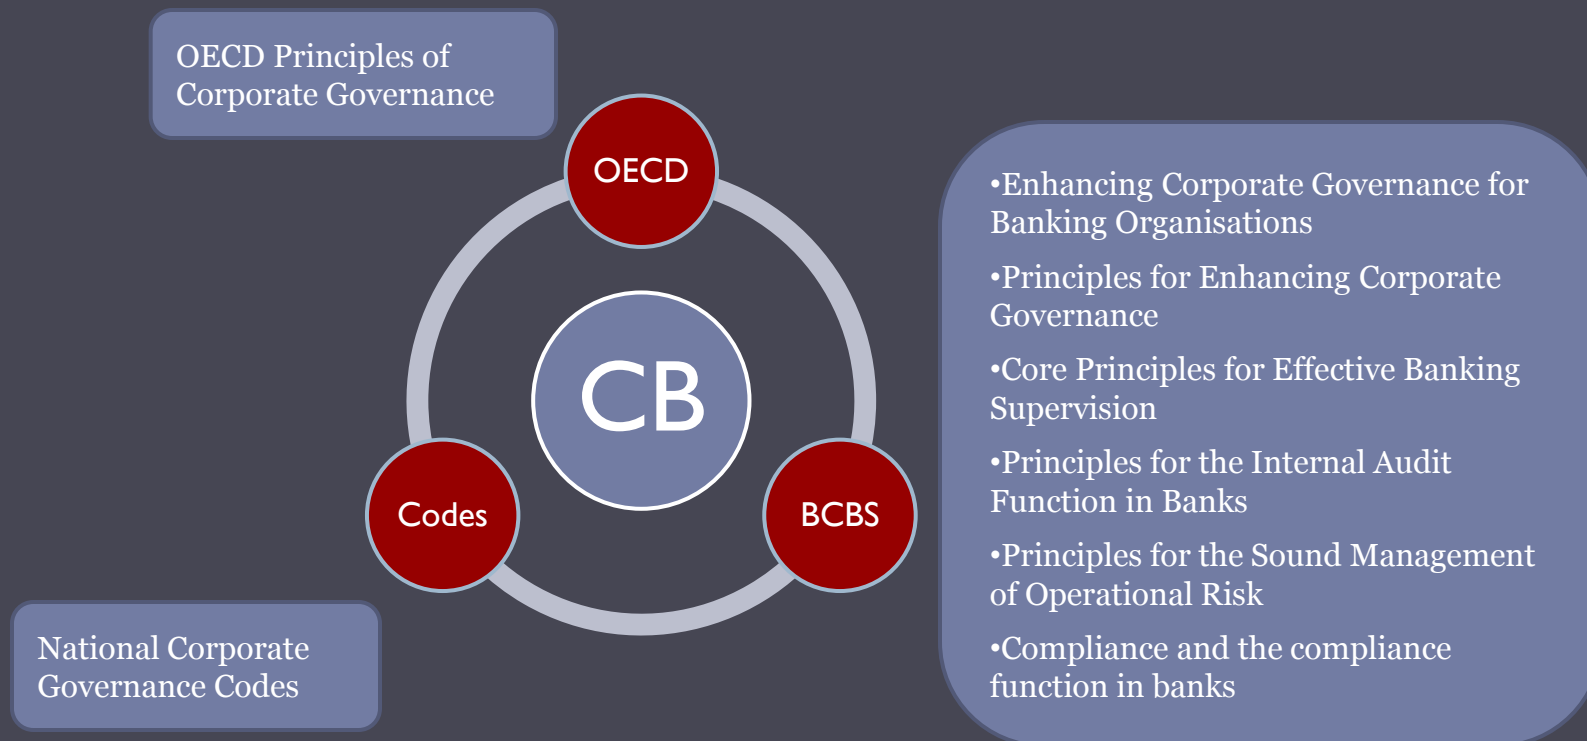 OECD Principles of
Corporate Governance
OECD
CB
Codes
BCBS
National Corporate
Governance Codes
•Enhancing Corporate Governance for
Banking Organisations
•Principles for Enhancing Corporate
Governance
•Core Principles for Effective Banking
Supervision
•Principles for the Internal Audit
Function in Banks
•Principles for the Sound Management
of Operational Risk
•Compliance and the compliance
function in banks